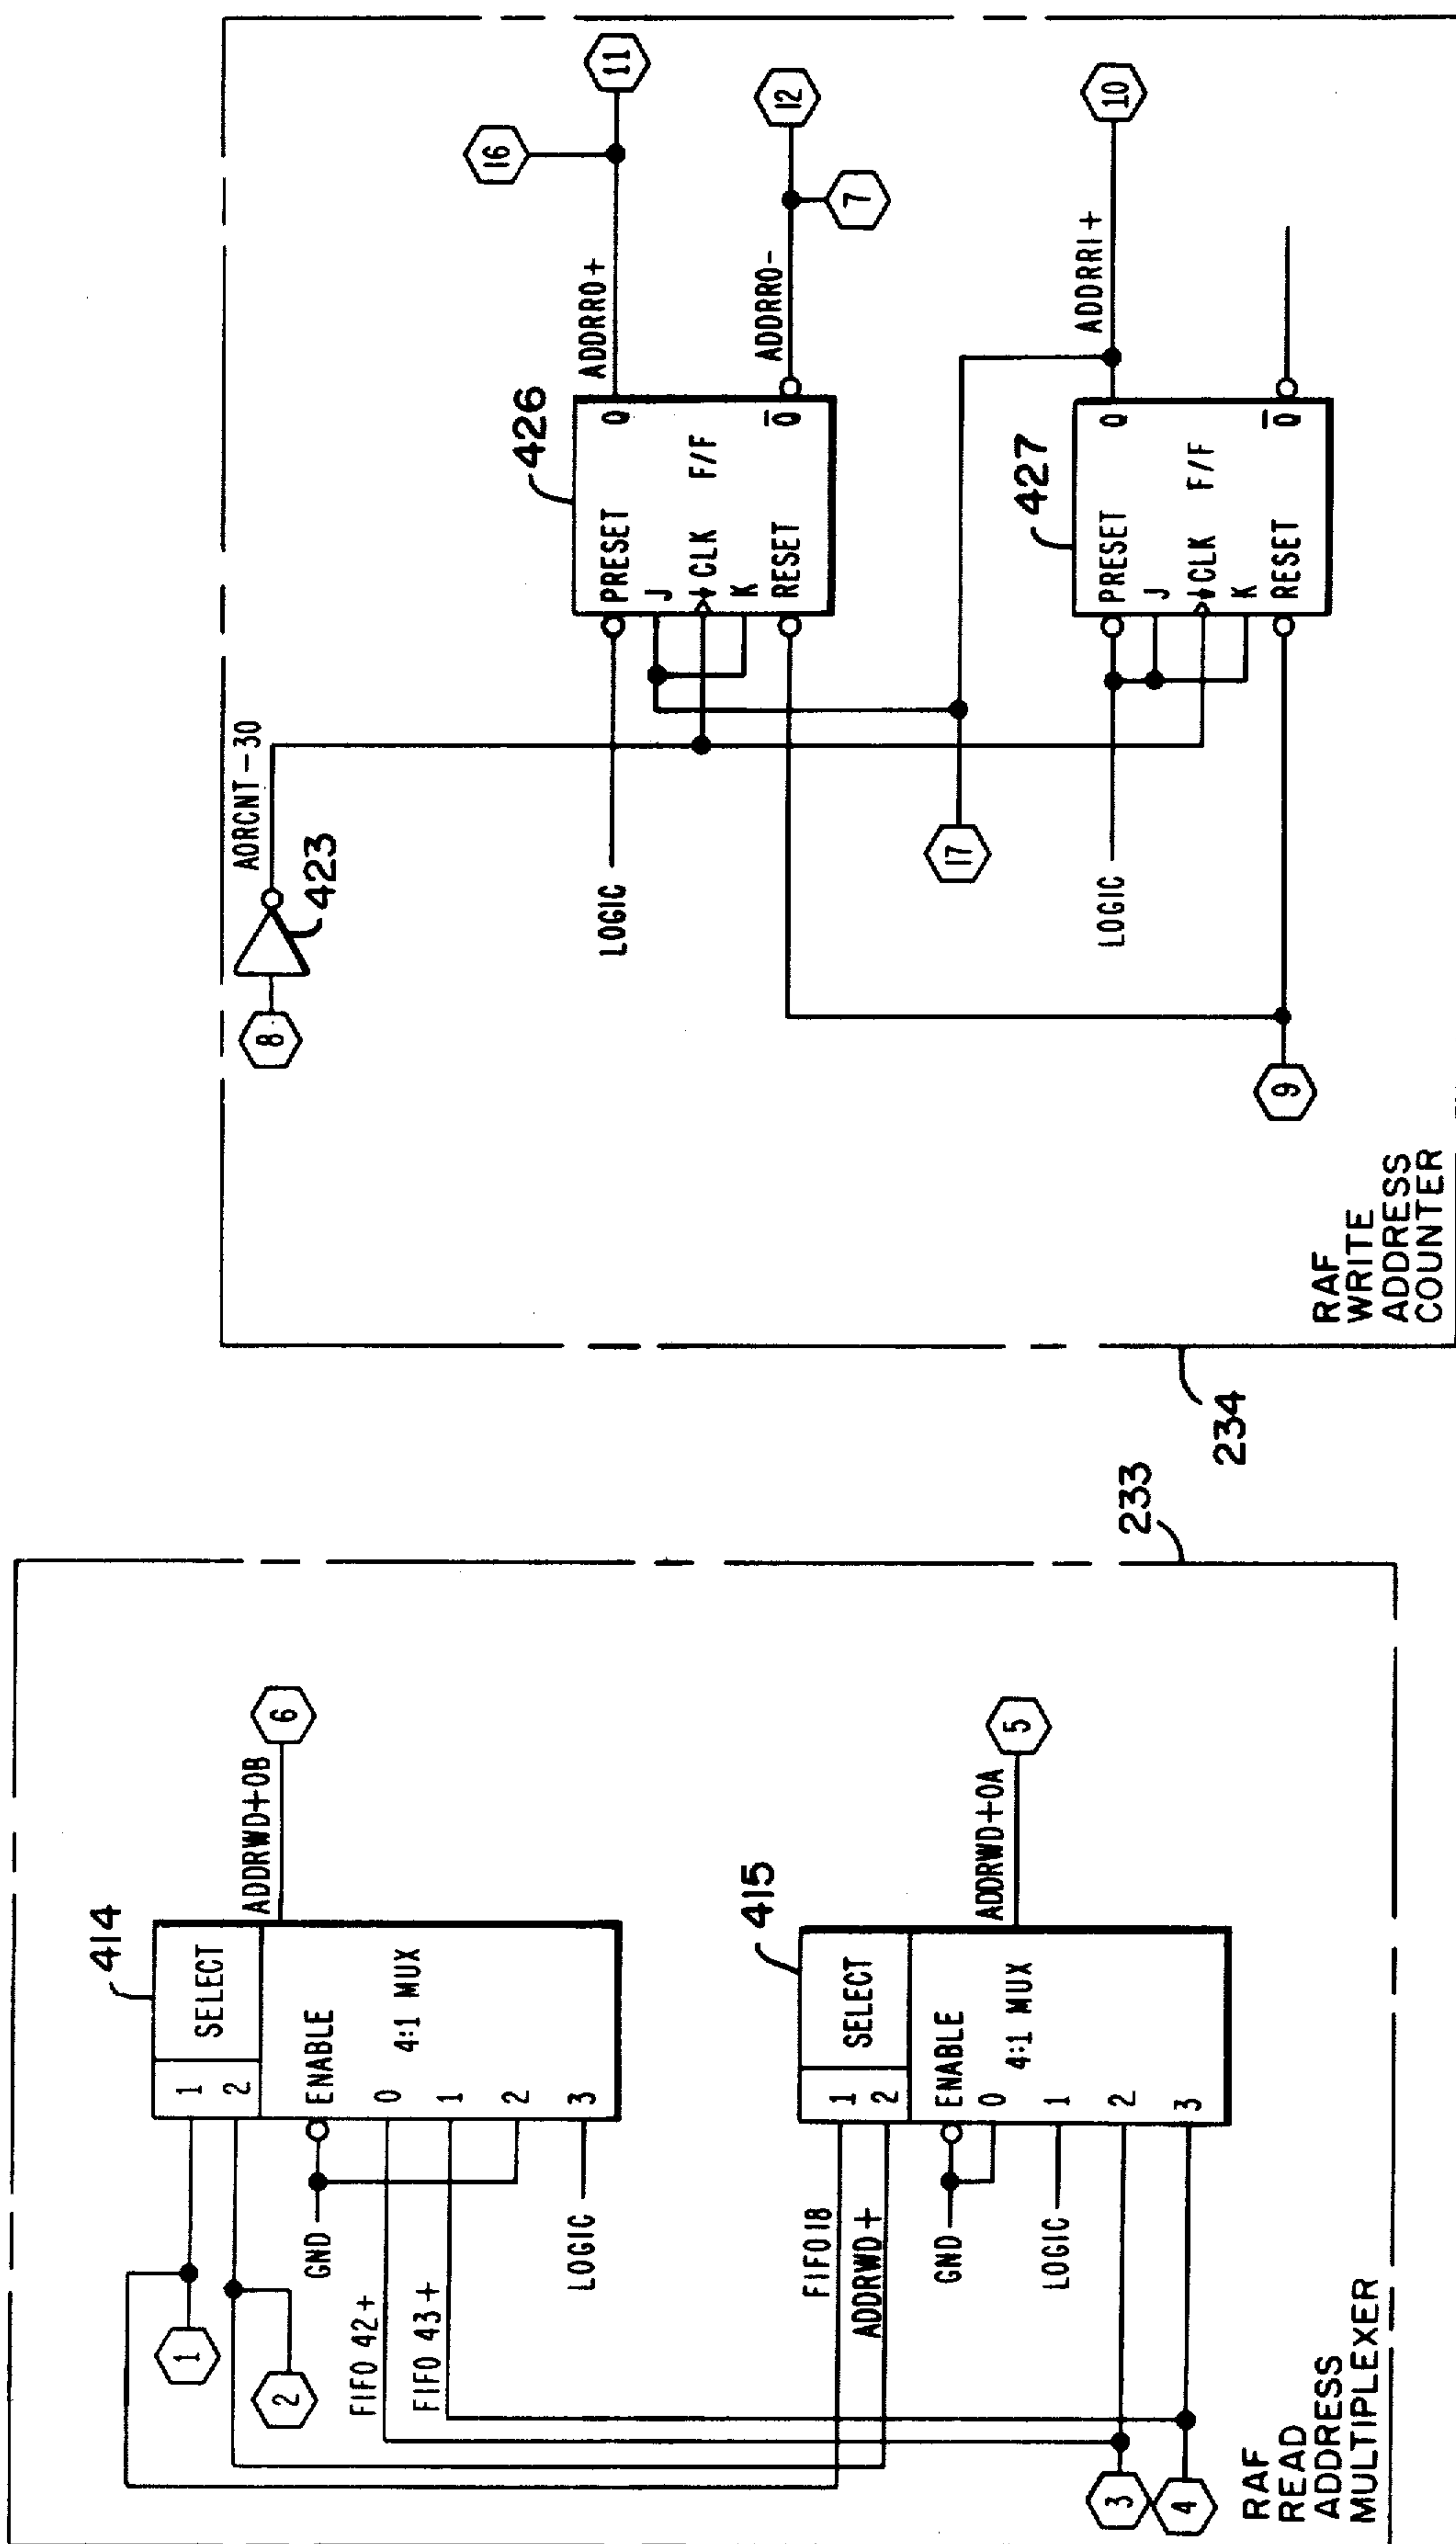 414
SELECT
1
2
ENABLE
4:1 MUX
0
1
2
3
ADDRWD+0B
6
1
2
GND
FIFO 42+
FIFO 43+
LOGIC
415
SELECT
1
2
ENABLE
4:1 MUX
0
1
2
3
ADDRWD+0A
5
FIFO18
ADDRWD+
GND
LOGIC
3
4
RAF
READ
ADDRESS
MULTIPLEXER
233
8
423
AORCNT-30
426
PRESET
J
CLK
K
RESET
F/F
Q
Q̅
LOGIC
ADDRR0+
16
11
ADDRR0-
12
7
17
427
PRESET
J
CLK
K
RESET
F/F
Q
Q̅
LOGIC
ADDRR1+
10
9
RAF
WRITE
ADDRESS
COUNTER
234